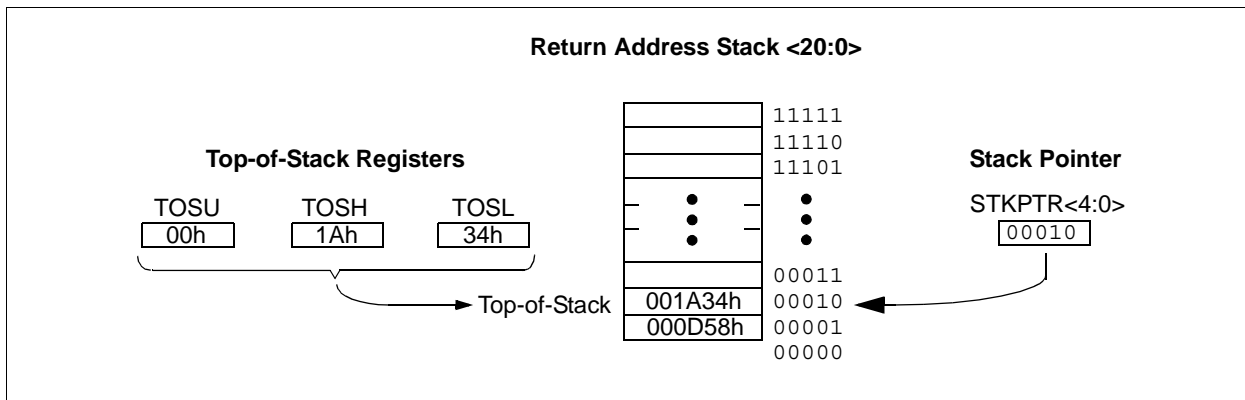 Return Address Stack <20:0>
Top-of-Stack Registers
TOSU TOSH TOSL
00h 1Ah 34h
11111
11110
11101
Stack Pointer
STKPTR<4:0>
00010
00011
Top-of-Stack 001A34h 00010
000D58h 00001
00000